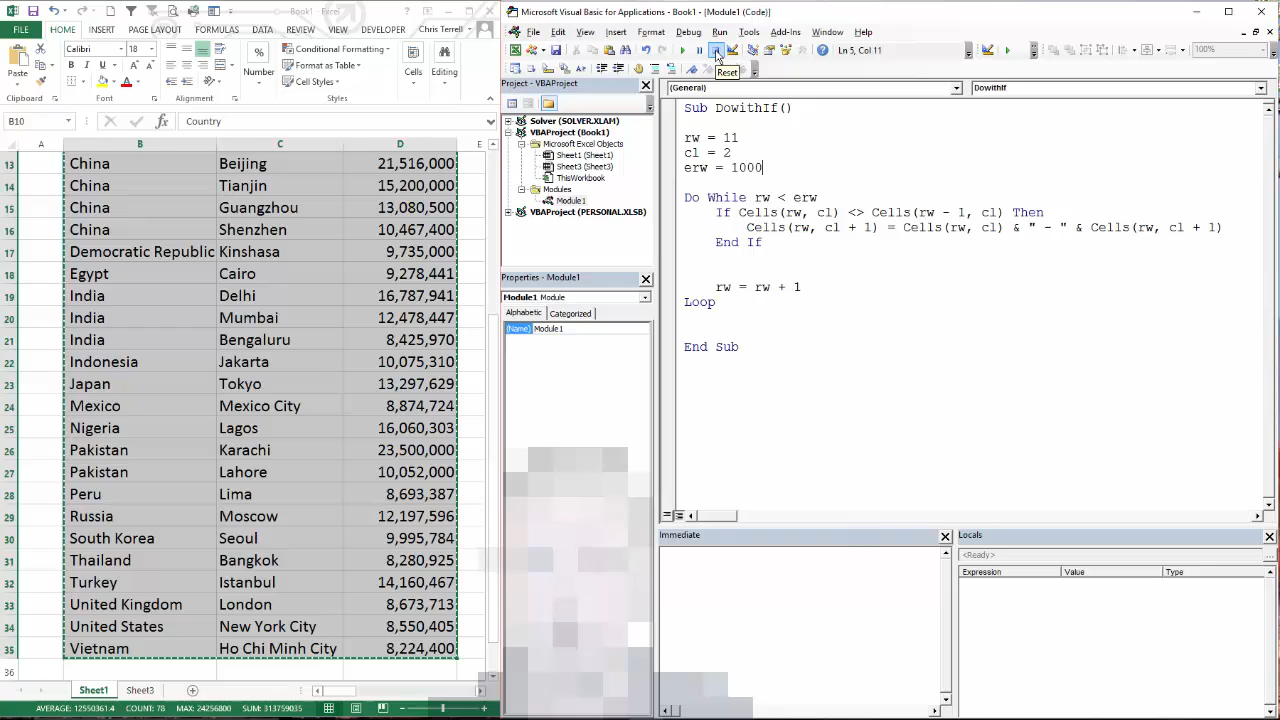 Book1 - Excel
FILE HOME INSERT PAGE LAYOUT FORMULAS DATA REVIEW VIEW DEVELOPER Chris Terrell
Calibri 18
Paste
Conditional Formatting
Format as Table
Cell Styles
Number
Cells
Editing
Clipboard Font Alignment Styles
B10 fx Country
A B C D E
13 China Beijing 21,516,000
14 China Tianjin 15,200,000
15 China Guangzhou 13,080,500
16 China Shenzhen 10,467,400
17 Democratic Republic Kinshasa 9,735,000
18 Egypt Cairo 9,278,441
19 India Delhi 16,787,941
20 India Mumbai 12,478,447
21 India Bengaluru 8,425,970
22 Indonesia Jakarta 10,075,310
23 Japan Tokyo 13,297,629
24 Mexico Mexico City 8,874,724
25 Nigeria Lagos 16,060,303
26 Pakistan Karachi 23,500,000
27 Pakistan Lahore 10,052,000
28 Peru Lima 8,693,387
29 Russia Moscow 12,197,596
30 South Korea Seoul 9,995,784
31 Thailand Bangkok 8,280,925
32 Turkey Istanbul 14,160,467
33 United Kingdom London 8,673,713
34 United States New York City 8,550,405
35 Vietnam Ho Chi Minh City 8,224,400
36
Sheet1 Sheet3
AVERAGE: 12550361.4 COUNT: 78 MAX: 24256800 SUM: 313759035
Microsoft Visual Basic for Applications - Book1 - [Module1 (Code)]
File Edit View Insert Format Debug Run Tools Add-Ins Window Help
Ln 5, Col 11
100%
Reset
Project - VBAProject
Solver (SOLVER.XLAM)
VBAProject (Book1)
Microsoft Excel Objects
Sheet1 (Sheet1)
Sheet3 (Sheet3)
ThisWorkbook
Modules
Module1
VBAProject (PERSONAL.XLSB)
Properties - Module1
Module1 Module
Alphabetic Categorized
(Name) Module1
(General) DowithIf
Sub DowithIf()
rw = 11
cl = 2
erw = 1000
Do While rw < erw
If Cells(rw, cl) <> Cells(rw - 1, cl) Then
Cells(rw, cl + 1) = Cells(rw, cl) & " - " & Cells(rw, cl + 1)
End If
rw = rw + 1
Loop
End Sub
Immediate
Locals
<Ready>
Expression Value Type